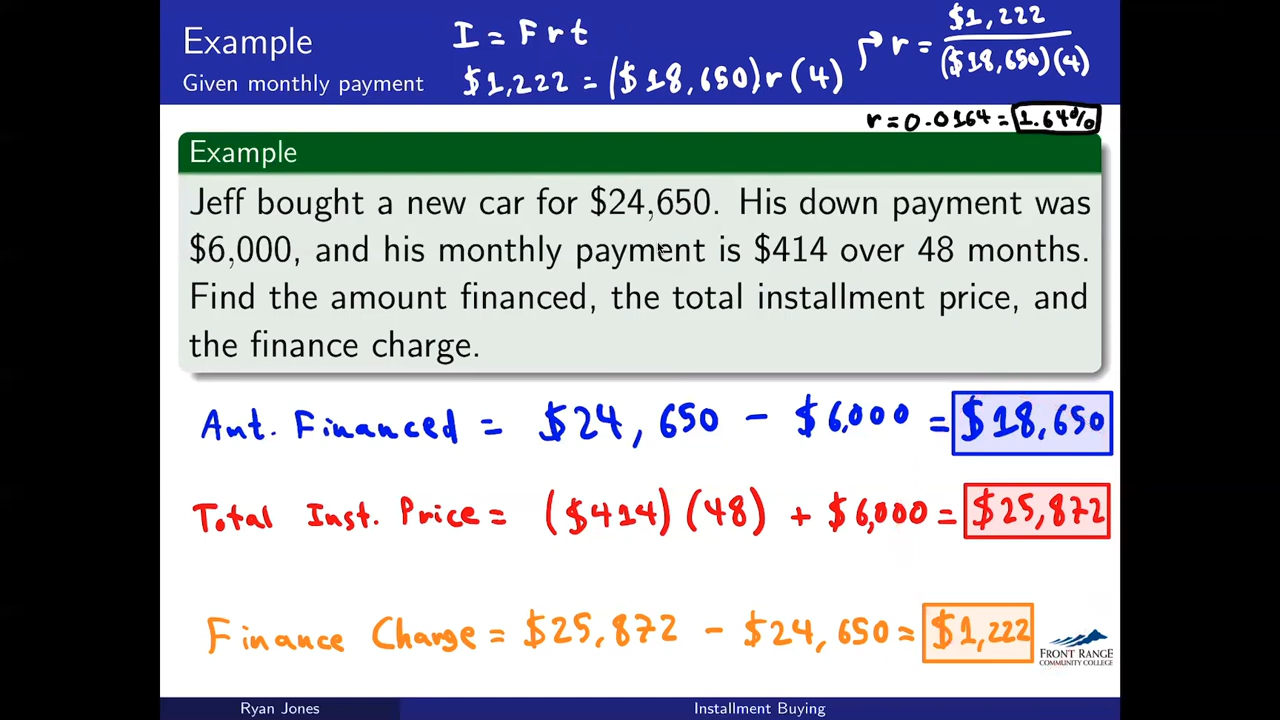 Example
Given monthly payment
I = F r t
$1,222 = ($18,650) r (4)
r = $1,222 / ($18,650)(4)
r = 0.0164 = 1.64%
Example
Jeff bought a new car for $24,650. His down payment was
$6,000, and his monthly payment is $414 over 48 months.
Find the amount financed, the total installment price, and
the finance charge.
Amt. Financed = $24,650 - $6,000 = $18,650
Total Inst. Price = ($414)(48) + $6,000 = $25,872
Finance Charge = $25,872 - $24,650 = $1,222
FRONT RANGE
COMMUNITY COLLEGE
Ryan Jones
Installment Buying